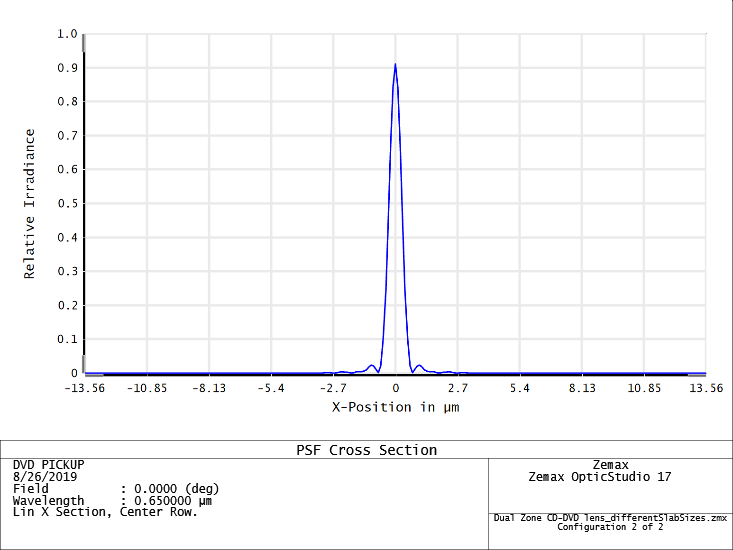 1.0
0.9
0.8
0.7
0.6
0.5
0.4
0.3
0.2
0.1
0
Relative Irradiance
-13.56 -10.85 -8.13 -5.4 -2.7 0 2.7 5.4 8.13 10.85 13.56
X-Position in µm
PSF Cross Section
DVD PICKUP
8/26/2019
Field : 0.0000 (deg)
Wavelength : 0.650000 µm
Lin X Section, Center Row.
Zemax
Zemax OpticStudio 17
Dual Zone CD-DVD lens_differentSlabSizes.zmx
Configuration 2 of 2